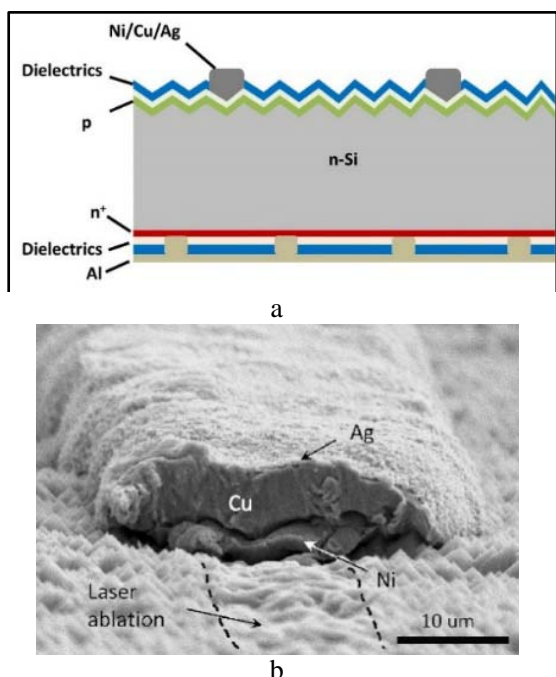 Ni/Cu/Ag
Dielectrics
p
n-Si
n+
Dielectrics
Al
a
Ag
Cu
Ni
Laser
ablation
10 um
b